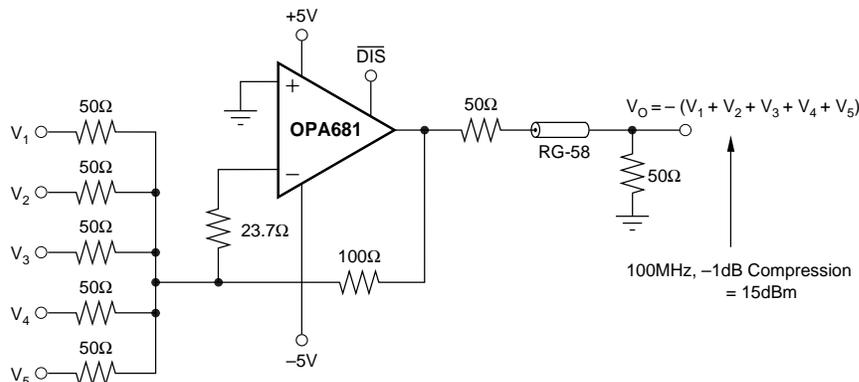 +5V
DIS
50Ω
V1
50Ω
V2
50Ω
V3
50Ω
V4
50Ω
V5
+
OPA681
−
23.7Ω
100Ω
−5V
50Ω
RG-58
50Ω
VO = – (V1 + V2 + V3 + V4 + V5)
100MHz, –1dB Compression
= 15dBm